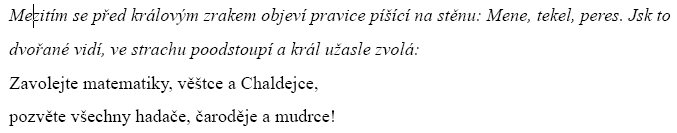 Mezitím se před královým zrakem objeví pravice píšící na stěnu: Mene, tekel, peres. Jsk to
dvořané vidí, ve strachu poodstoupí a král užasle zvolá:
Zavolejte matematiky, věštce a Chaldejce,
pozvěte všechny hadače, čaroděje a mudrce!